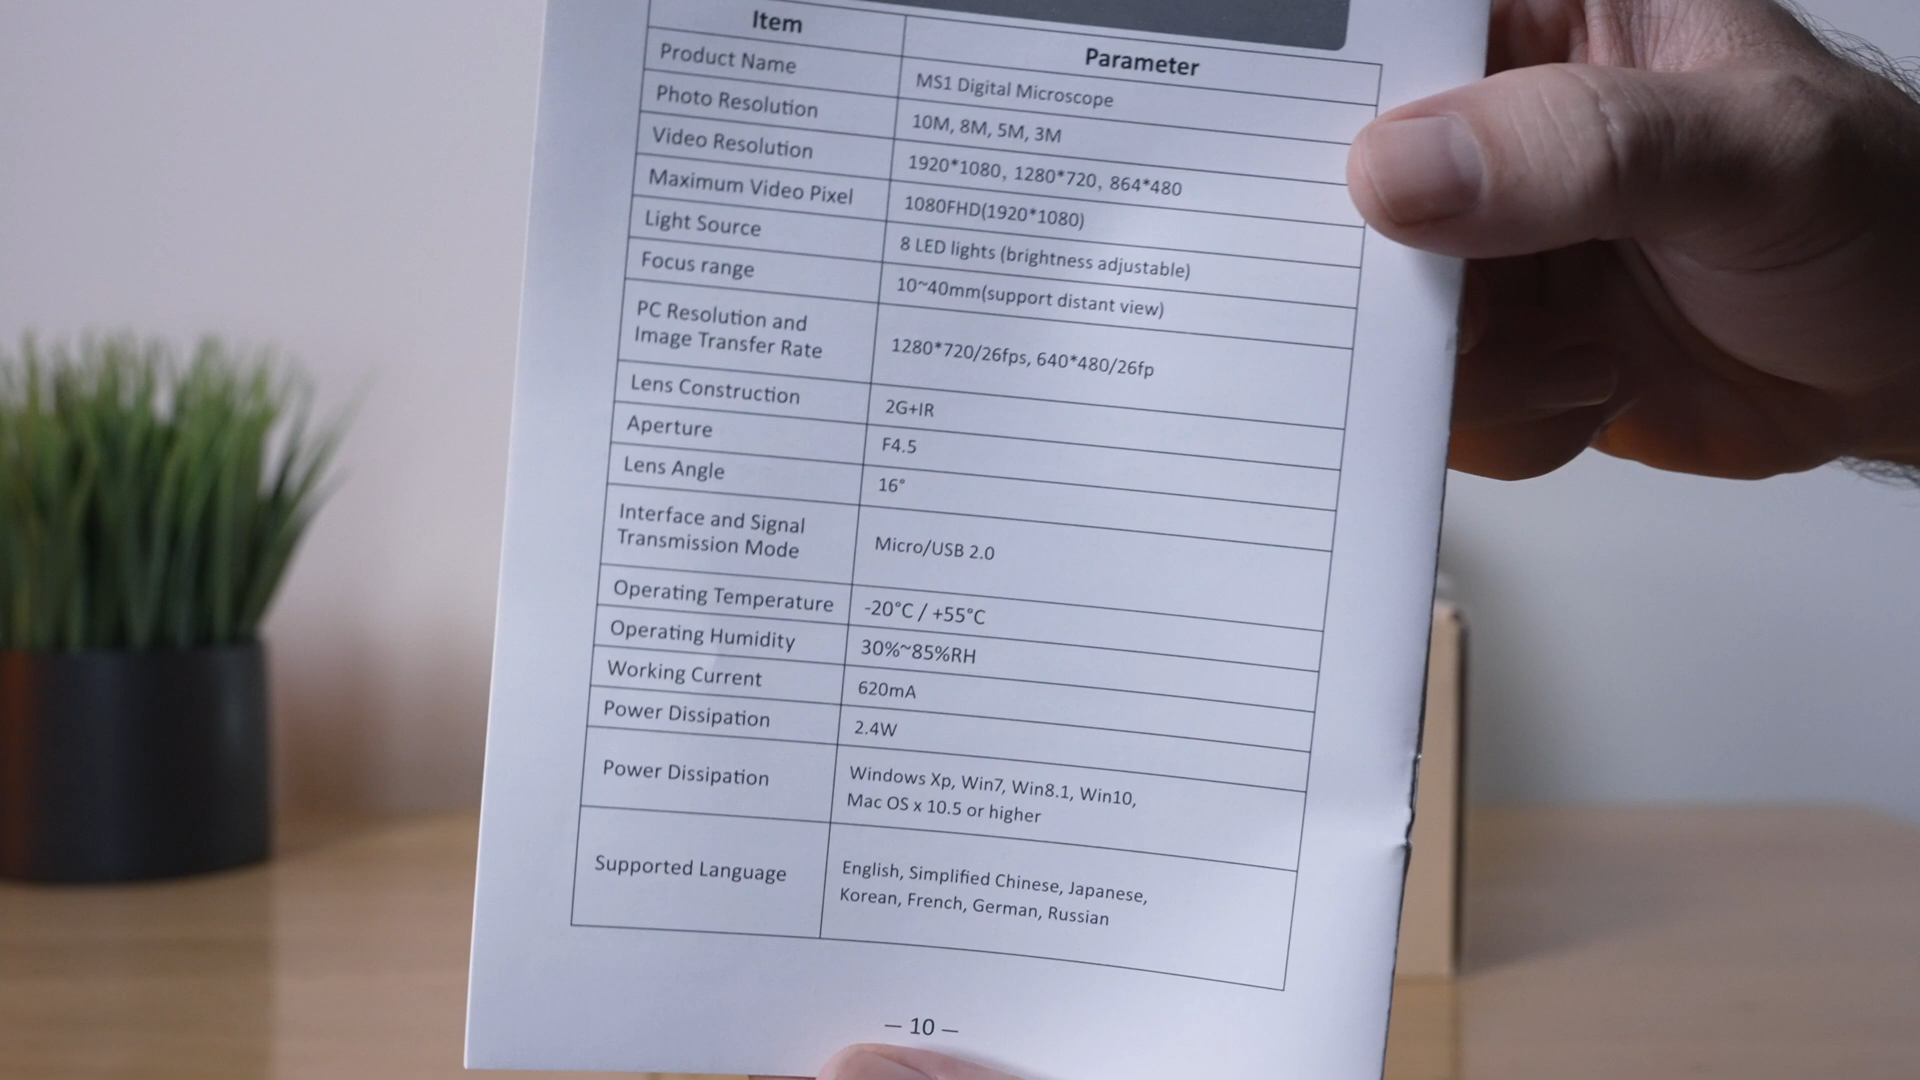 Item Parameter
Product Name MS1 Digital Microscope
Photo Resolution 10M, 8M, 5M, 3M
Video Resolution 1920*1080, 1280*720, 864*480
Maximum Video Pixel 1080FHD(1920*1080)
Light Source 8 LED lights (brightness adjustable)
Focus range 10~40mm(support distant view)
PC Resolution and
Image Transfer Rate 1280*720/26fps, 640*480/26fp
Lens Construction 2G+IR
Aperture F4.5
Lens Angle 16°
Interface and Signal
Transmission Mode Micro/USB 2.0
Operating Temperature -20°C / +55°C
Operating Humidity 30%~85%RH
Working Current 620mA
Power Dissipation 2.4W
Power Dissipation Windows Xp, Win7, Win8.1, Win10,
Mac OS x 10.5 or higher
Supported Language English, Simplified Chinese, Japanese,
Korean, French, German, Russian
— 10 —